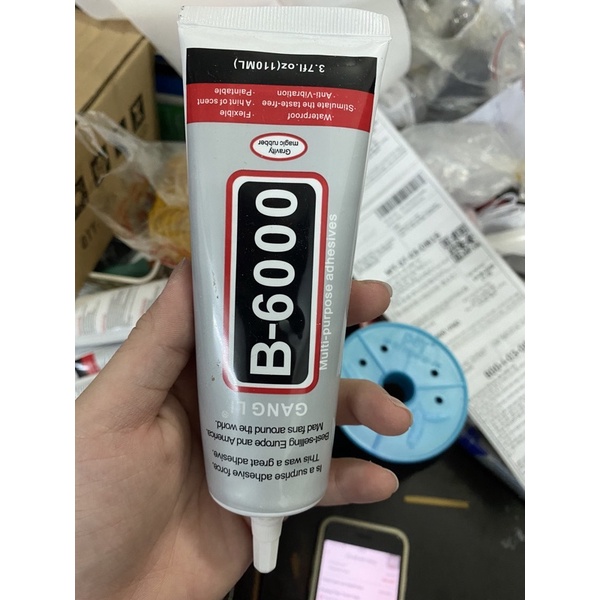 Is a surprise adhesive force.
This was a great adhesive.
Best-selling Europe and America.
Mad fans around the world.
GANG LI
B-6000
Multi-purpose adhesives
Gravity
magic rubber
·Waterproof
·Stimulate the taste-free
·Anti-Vibration
·Flexible
·A hint of scent
·Paintable
3.7fl.oz(110ML)